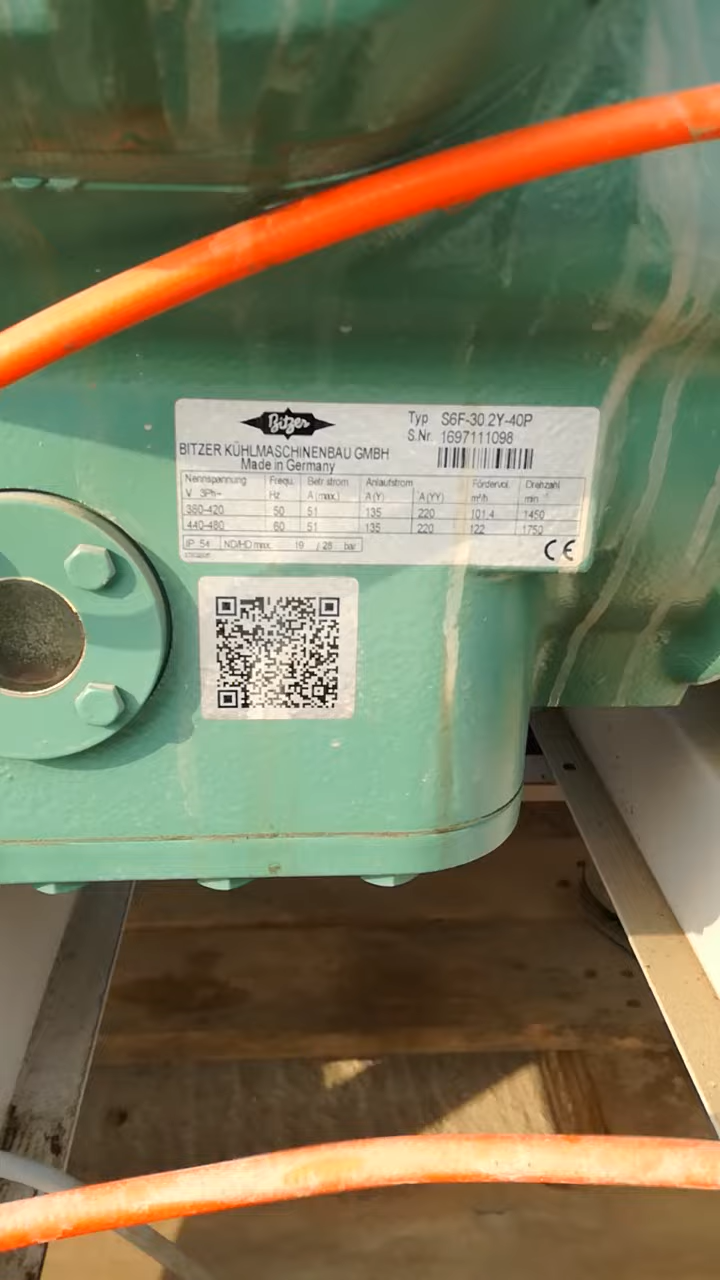 Bitzer
BITZER KÜHLMASCHINENBAU GMBH
Made in Germany
Typ S6F-30.2Y-40P
S.Nr. 1697111098
Nennspannung Frequ. Betr.strom Anlaufstrom Fördervol. Drehzahl
V 3Ph~ Hz A (max.) A (Y) A (YY) m³/h min
380-420 50 51 135 220 101.4 1450
440-480 60 51 135 220 122 1750
IP 54 ND/HD max. 19 / 28 bar
CE